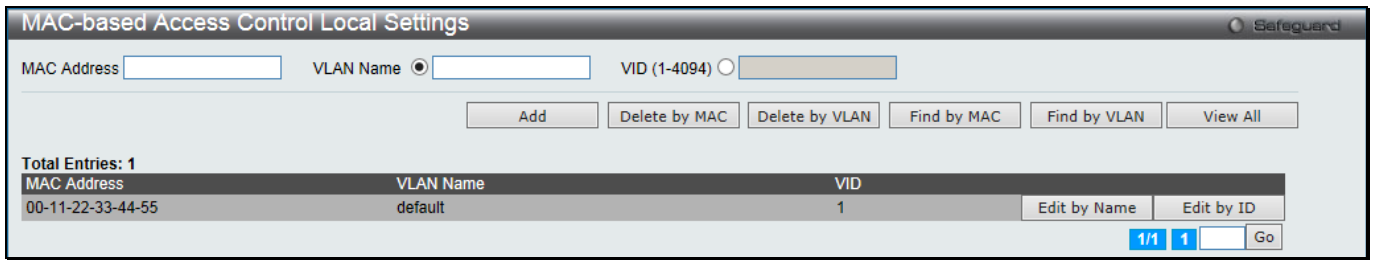 MAC-based Access Control Local Settings
Safeguard
MAC Address VLAN Name VID (1-4094)
Add Delete by MAC Delete by VLAN Find by MAC Find by VLAN View All
Total Entries: 1
MAC Address VLAN Name VID
00-11-22-33-44-55 default 1 Edit by Name Edit by ID
1/1 1 Go